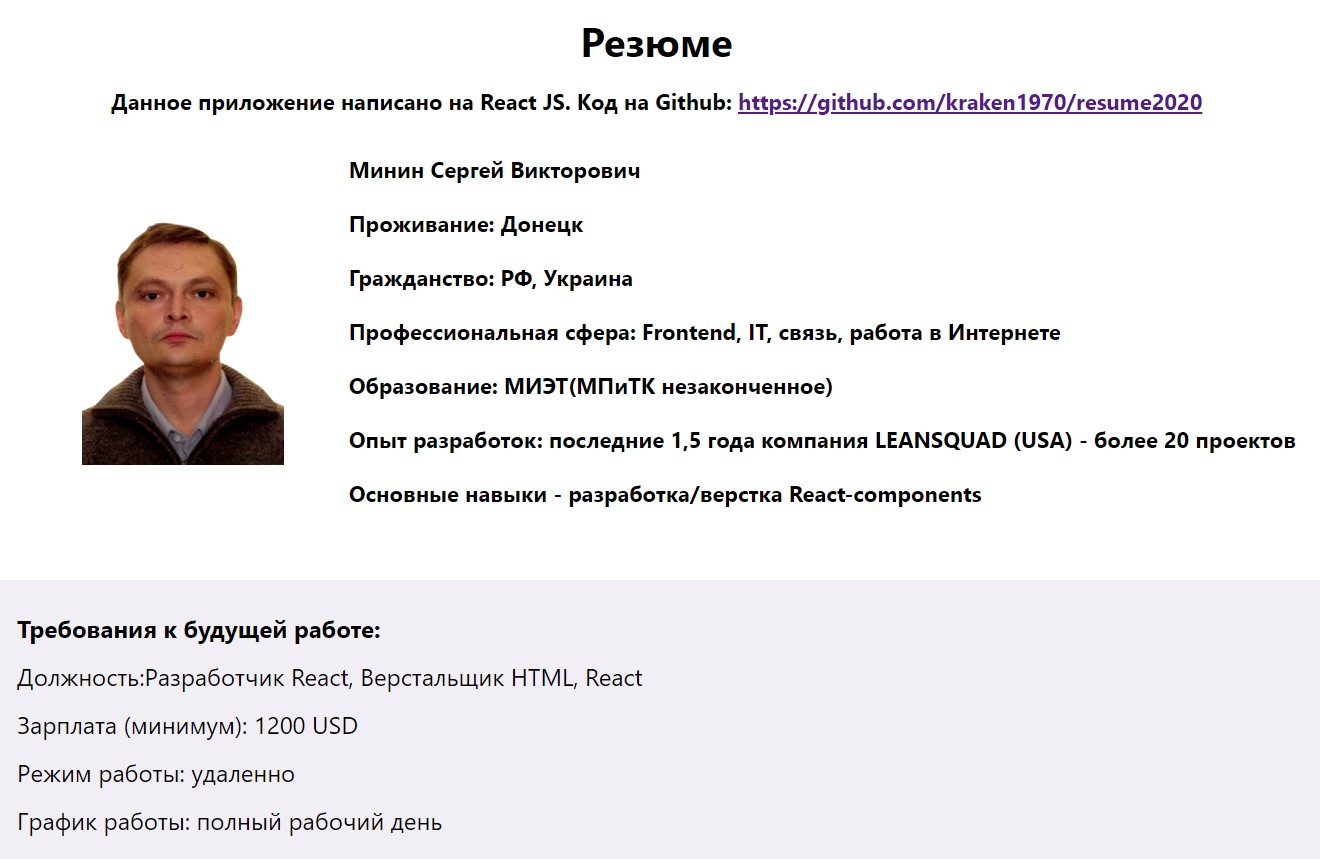 Резюме
Данное приложение написано на React JS. Код на Github: https://github.com/kraken1970/resume2020
Минин Сергей Викторович
Проживание: Донецк
Гражданство: РФ, Украина
Профессиональная сфера: Frontend, IT, связь, работа в Интернете
Образование: МИЭТ(МПиТК незаконченное)
Опыт разработок: последние 1,5 года компания LEANSQUAD (USA) - более 20 проектов
Основные навыки - разработка/верстка React-components
Требования к будущей работе:
Должность:Разработчик React, Верстальщик HTML, React
Зарплата (минимум): 1200 USD
Режим работы: удаленно
График работы: полный рабочий день